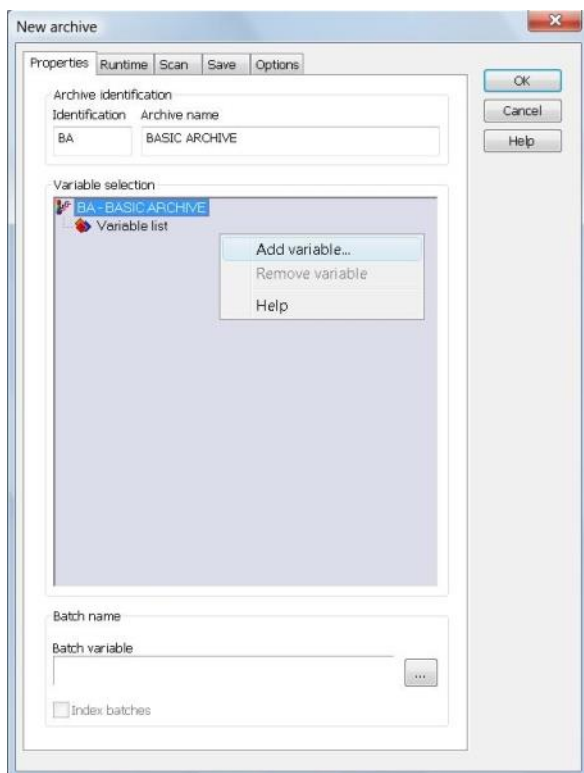 New archive
Properties Runtime Scan Save Options
OK
Archive identification
Identification Archive name
Cancel
BA BASIC ARCHIVE
Help
Variable selection
BA - BASIC ARCHIVE
Variable list
Add variable...
Remove variable
Help
Batch name
Batch variable
...
Index batches